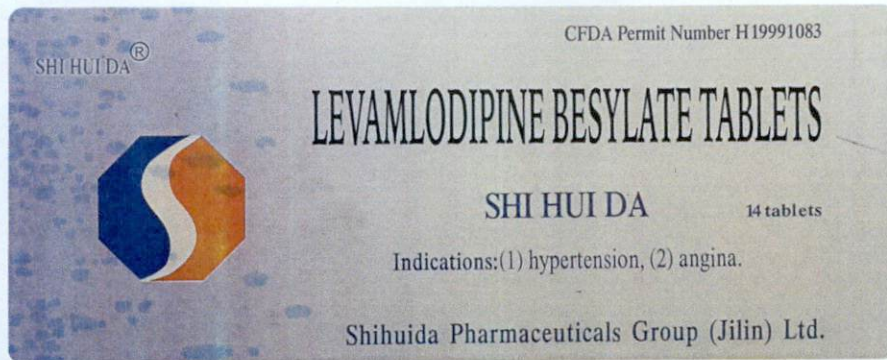 CFDA Permit Number H19991083
SHI HUI DA®
LEVAMLODIPINE BESYLATE TABLETS
SHI HUI DA 14 tablets
Indications:(1) hypertension, (2) angina.
Shihuida Pharmaceuticals Group (Jilin) Ltd.